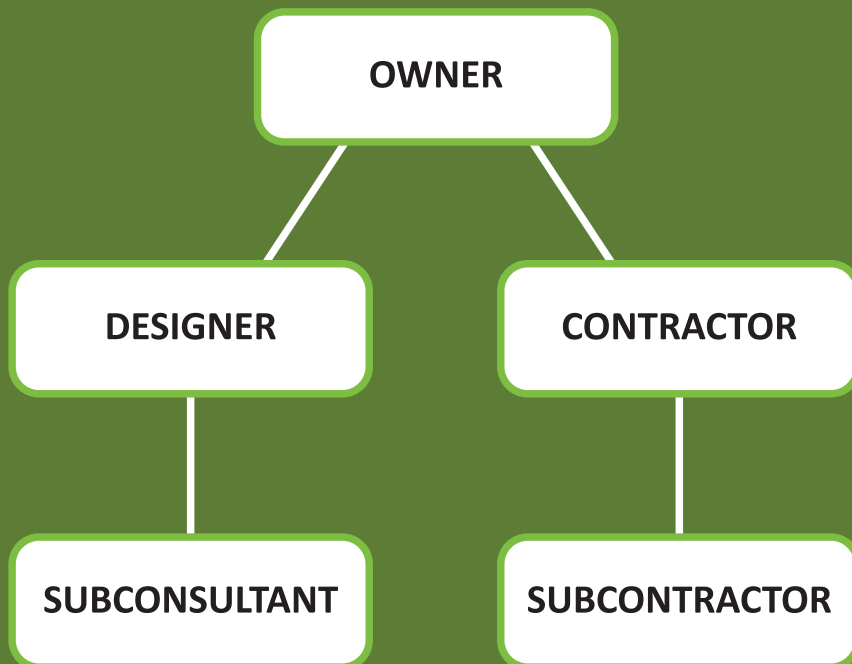 OWNER
DESIGNER
CONTRACTOR
SUBCONSULTANT
SUBCONTRACTOR